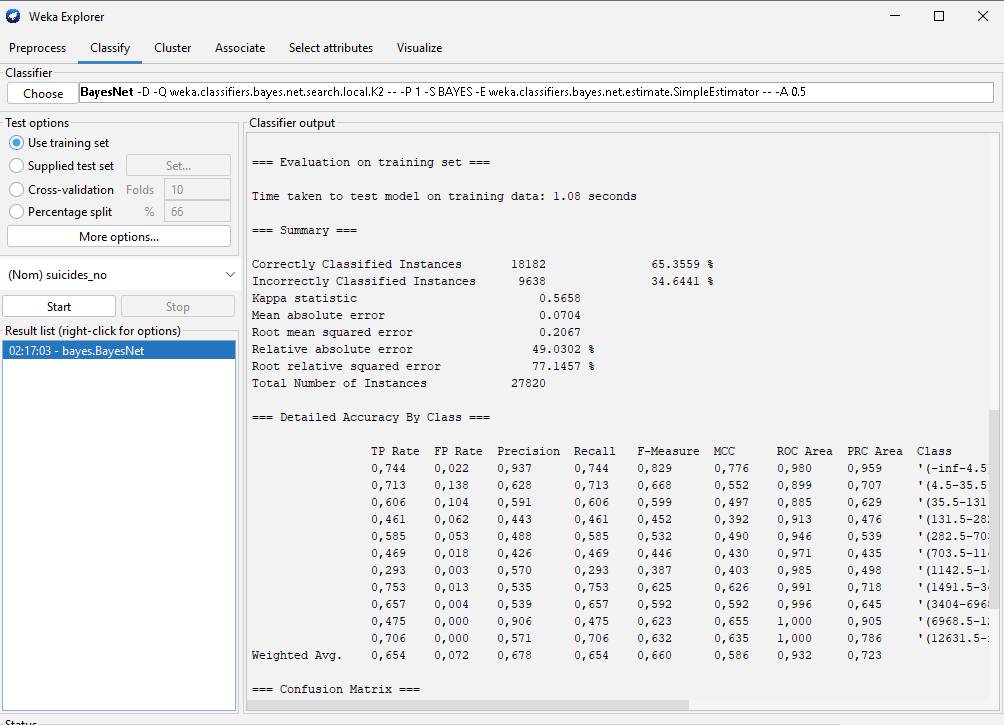 Weka Explorer
Preprocess Classify Cluster Associate Select attributes Visualize
Classifier
Choose BayesNet -D -Q weka.classifiers.bayes.net.search.local.K2 -- -P 1 -S BAYES -E weka.classifiers.bayes.net.estimate.SimpleEstimator -- -A 0.5
Test options
Use training set
Supplied test set Set...
Cross-validation Folds 10
Percentage split % 66
More options...
(Nom) suicides_no
Start Stop
Result list (right-click for options)
02:17:03 - bayes.BayesNet
Classifier output
=== Evaluation on training set ===
Time taken to test model on training data: 1.08 seconds
=== Summary ===
Correctly Classified Instances 18182 65.3559 %
Incorrectly Classified Instances 9638 34.6441 %
Kappa statistic 0.5658
Mean absolute error 0.0704
Root mean squared error 0.2067
Relative absolute error 49.0302 %
Root relative squared error 77.1457 %
Total Number of Instances 27820
=== Detailed Accuracy By Class ===
TP Rate FP Rate Precision Recall F-Measure MCC ROC Area PRC Area Class
0,744 0,022 0,937 0,744 0,829 0,776 0,980 0,959 '(-inf-4.5
0,713 0,138 0,628 0,713 0,668 0,552 0,899 0,707 '(4.5-35.5
0,606 0,104 0,591 0,606 0,599 0,497 0,885 0,629 '(35.5-131
0,461 0,062 0,443 0,461 0,452 0,392 0,913 0,476 '(131.5-282
0,585 0,053 0,488 0,585 0,532 0,490 0,946 0,539 '(282.5-703
0,469 0,018 0,426 0,469 0,446 0,430 0,971 0,435 '(703.5-114
0,293 0,003 0,570 0,293 0,387 0,403 0,985 0,498 '(1142.5-14
0,753 0,013 0,535 0,753 0,625 0,626 0,991 0,718 '(1491.5-34
0,657 0,004 0,539 0,657 0,592 0,592 0,996 0,645 '(3404-6968
0,475 0,000 0,906 0,475 0,623 0,655 1,000 0,905 '(6968.5-12
0,706 0,000 0,571 0,706 0,632 0,635 1,000 0,786 '(12631.5-
Weighted Avg. 0,654 0,072 0,678 0,654 0,660 0,586 0,932 0,723
=== Confusion Matrix ===
Status